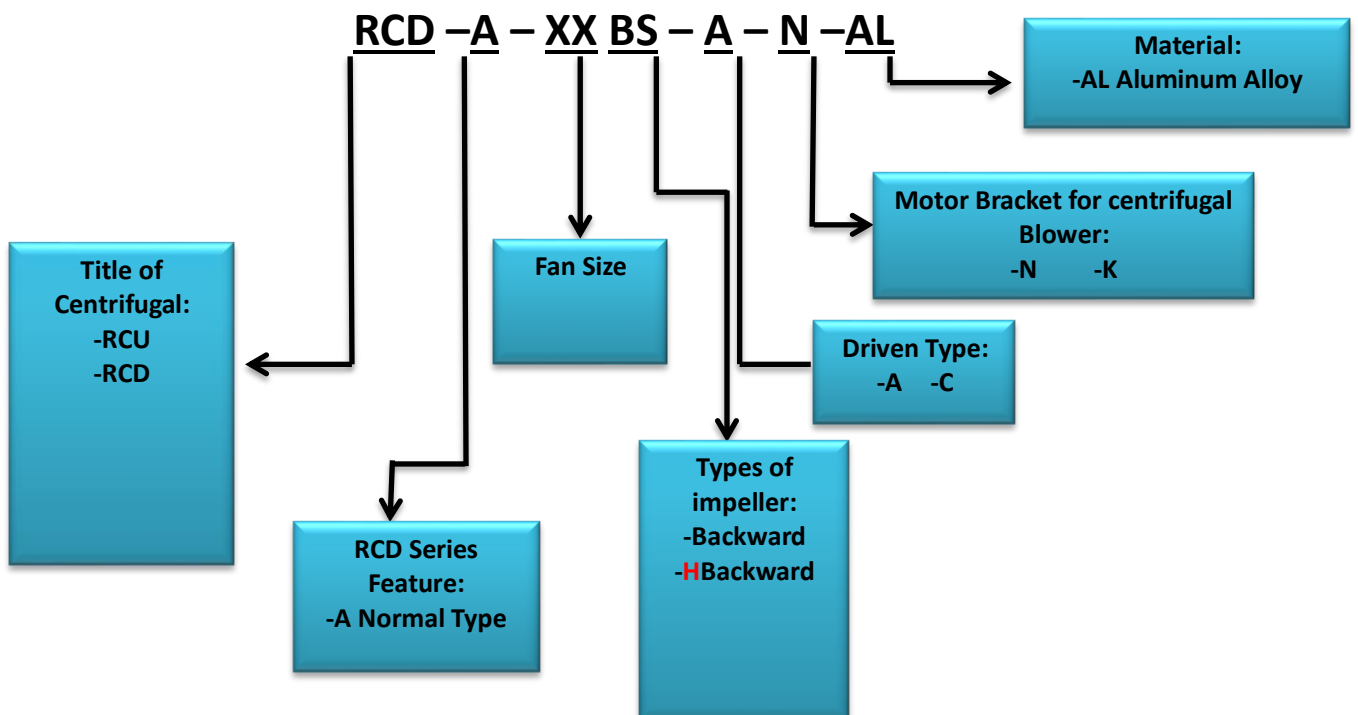 RCD –A – XX BS – A – N –AL
Material:
-AL Aluminum Alloy
Motor Bracket for centrifugal
Blower:
-N -K
Title of
Centrifugal:
-RCU
-RCD
Fan Size
Driven Type:
-A -C
Types of
impeller:
-Backward
-HBackward
RCD Series
Feature:
-A Normal Type